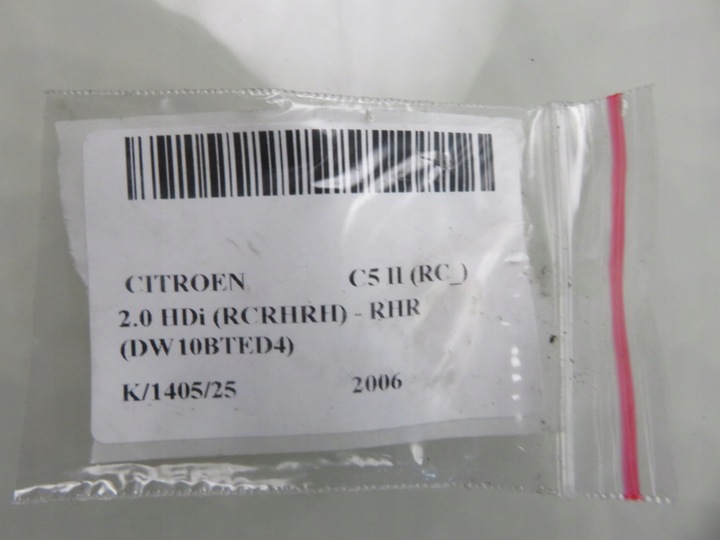 CITROEN C5 II (RC_)
2.0 HDi (RCRHRH) - RHR
(DW10BTED4)
K/1405/25 2006